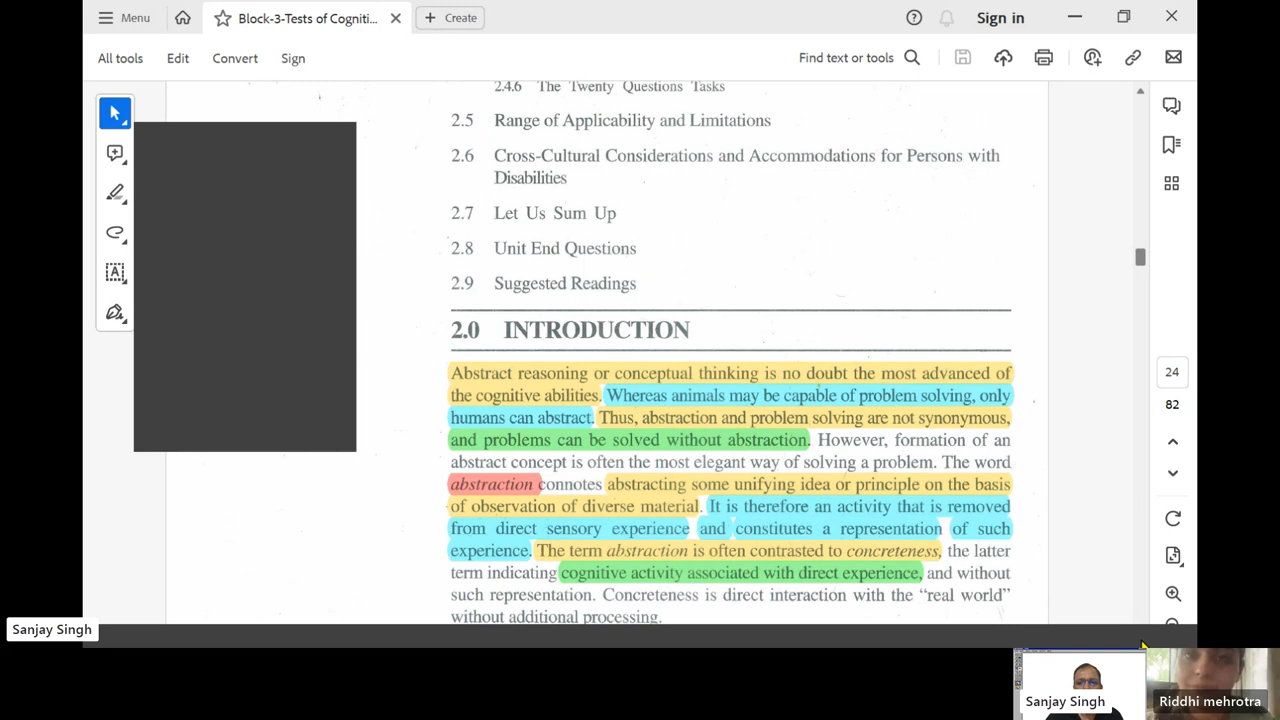 Menu
Block-3-Tests of Cogniti...
Create
Sign in
All tools
Edit
Convert
Sign
Find text or tools
2.4.6 The Twenty Questions Tasks
2.5 Range of Applicability and Limitations
2.6 Cross-Cultural Considerations and Accommodations for Persons with
Disabilities
2.7 Let Us Sum Up
2.8 Unit End Questions
2.9 Suggested Readings
2.0 INTRODUCTION
Abstract reasoning or conceptual thinking is no doubt the most advanced of
the cognitive abilities. Whereas animals may be capable of problem solving, only
humans can abstract. Thus, abstraction and problem solving are not synonymous,
and problems can be solved without abstraction. However, formation of an
abstract concept is often the most elegant way of solving a problem. The word
abstraction connotes abstracting some unifying idea or principle on the basis
of observation of diverse material. It is therefore an activity that is removed
from direct sensory experience and constitutes a representation of such
experience. The term abstraction is often contrasted to concreteness, the latter
term indicating cognitive activity associated with direct experience, and without
such representation. Concreteness is direct interaction with the “real world”
without additional processing.
24
82
Sanjay Singh
Sanjay Singh
Riddhi mehrotra